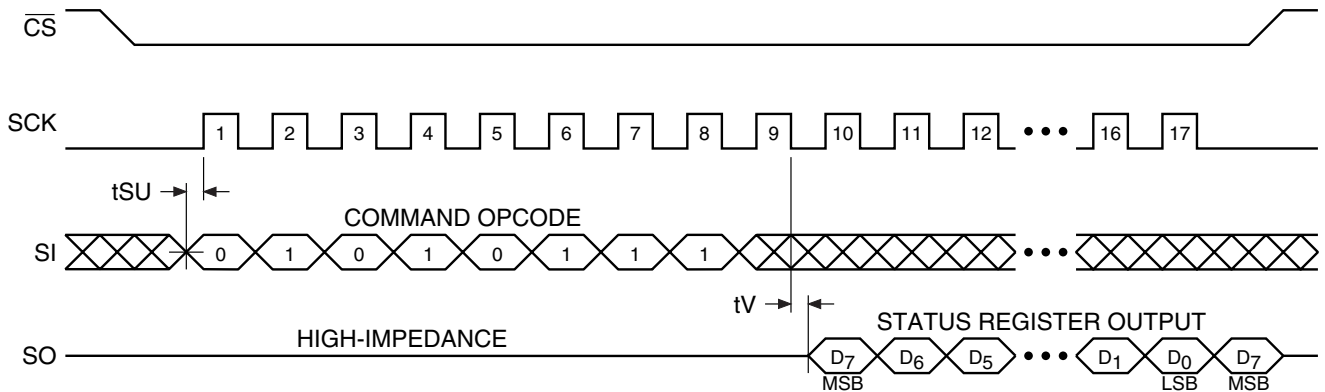 CS
SCK 1 2 3 4 5 6 7 8 9 10 11 12 ••• 16 17
tSU
COMMAND OPCODE
SI 0 1 0 1 0 1 1 1 •••
tV
HIGH-IMPEDANCE
STATUS REGISTER OUTPUT
SO D7 D6 D5 ••• D1 D0 D7
MSB LSB MSB